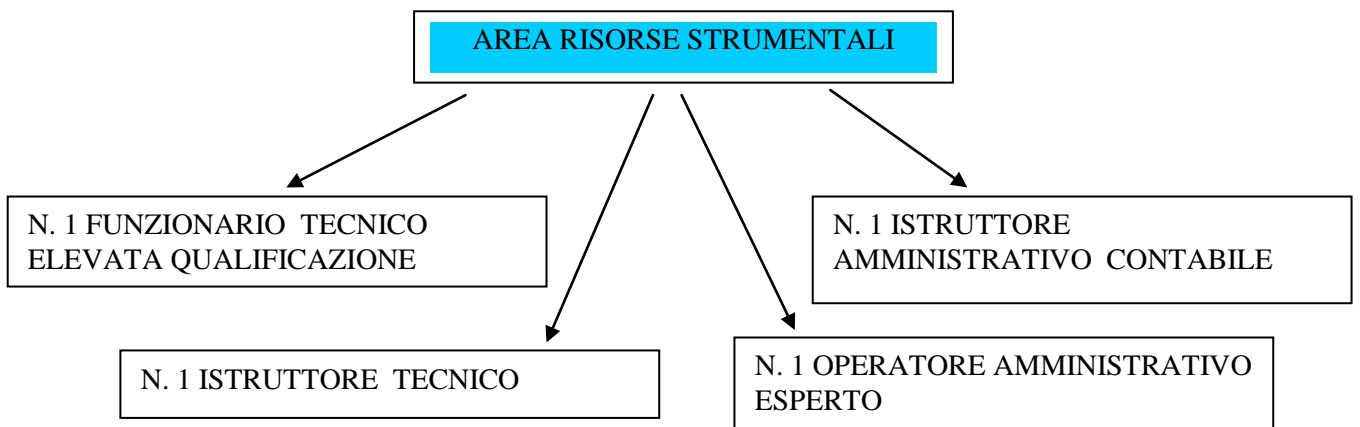 AREA RISORSE STRUMENTALI
N. 1 FUNZIONARIO TECNICO
ELEVATA QUALIFICAZIONE
N. 1 ISTRUTTORE
AMMINISTRATIVO CONTABILE
N. 1 ISTRUTTORE TECNICO
N. 1 OPERATORE AMMINISTRATIVO
ESPERTO